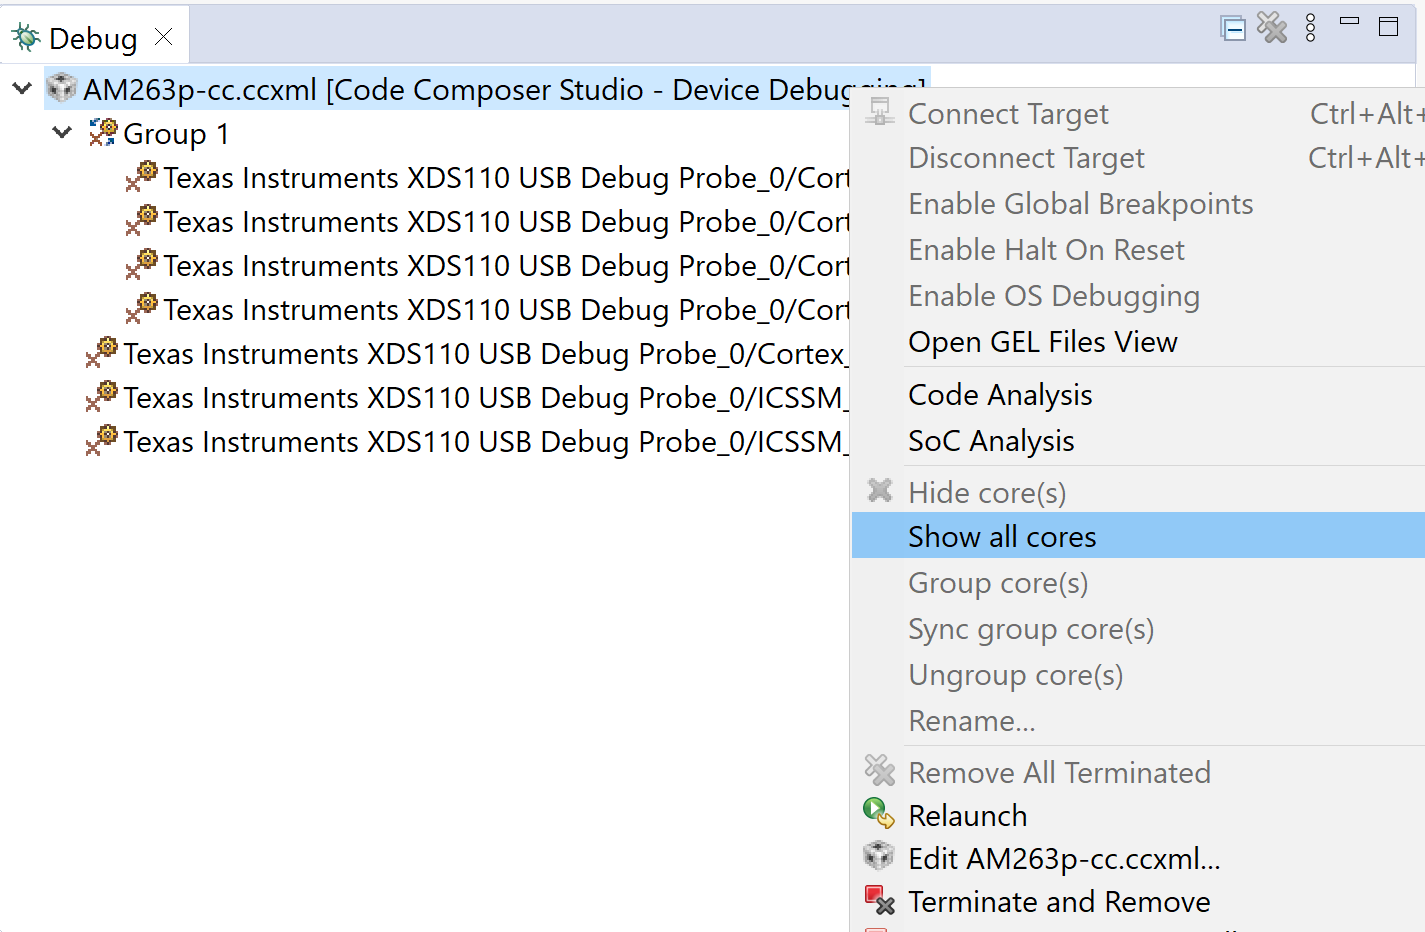 Debug
AM263p-cc.ccxml [Code Composer Studio - Device Debugging]
Group 1
Texas Instruments XDS110 USB Debug Probe_0/Cort
Texas Instruments XDS110 USB Debug Probe_0/Cort
Texas Instruments XDS110 USB Debug Probe_0/Cort
Texas Instruments XDS110 USB Debug Probe_0/Cort
Texas Instruments XDS110 USB Debug Probe_0/Cortex_
Texas Instruments XDS110 USB Debug Probe_0/ICSSM_
Texas Instruments XDS110 USB Debug Probe_0/ICSSM_
Connect Target Ctrl+Alt+
Disconnect Target Ctrl+Alt+
Enable Global Breakpoints
Enable Halt On Reset
Enable OS Debugging
Open GEL Files View
Code Analysis
SoC Analysis
Hide core(s)
Show all cores
Group core(s)
Sync group core(s)
Ungroup core(s)
Rename...
Remove All Terminated
Relaunch
Edit AM263p-cc.ccxml...
Terminate and Remove